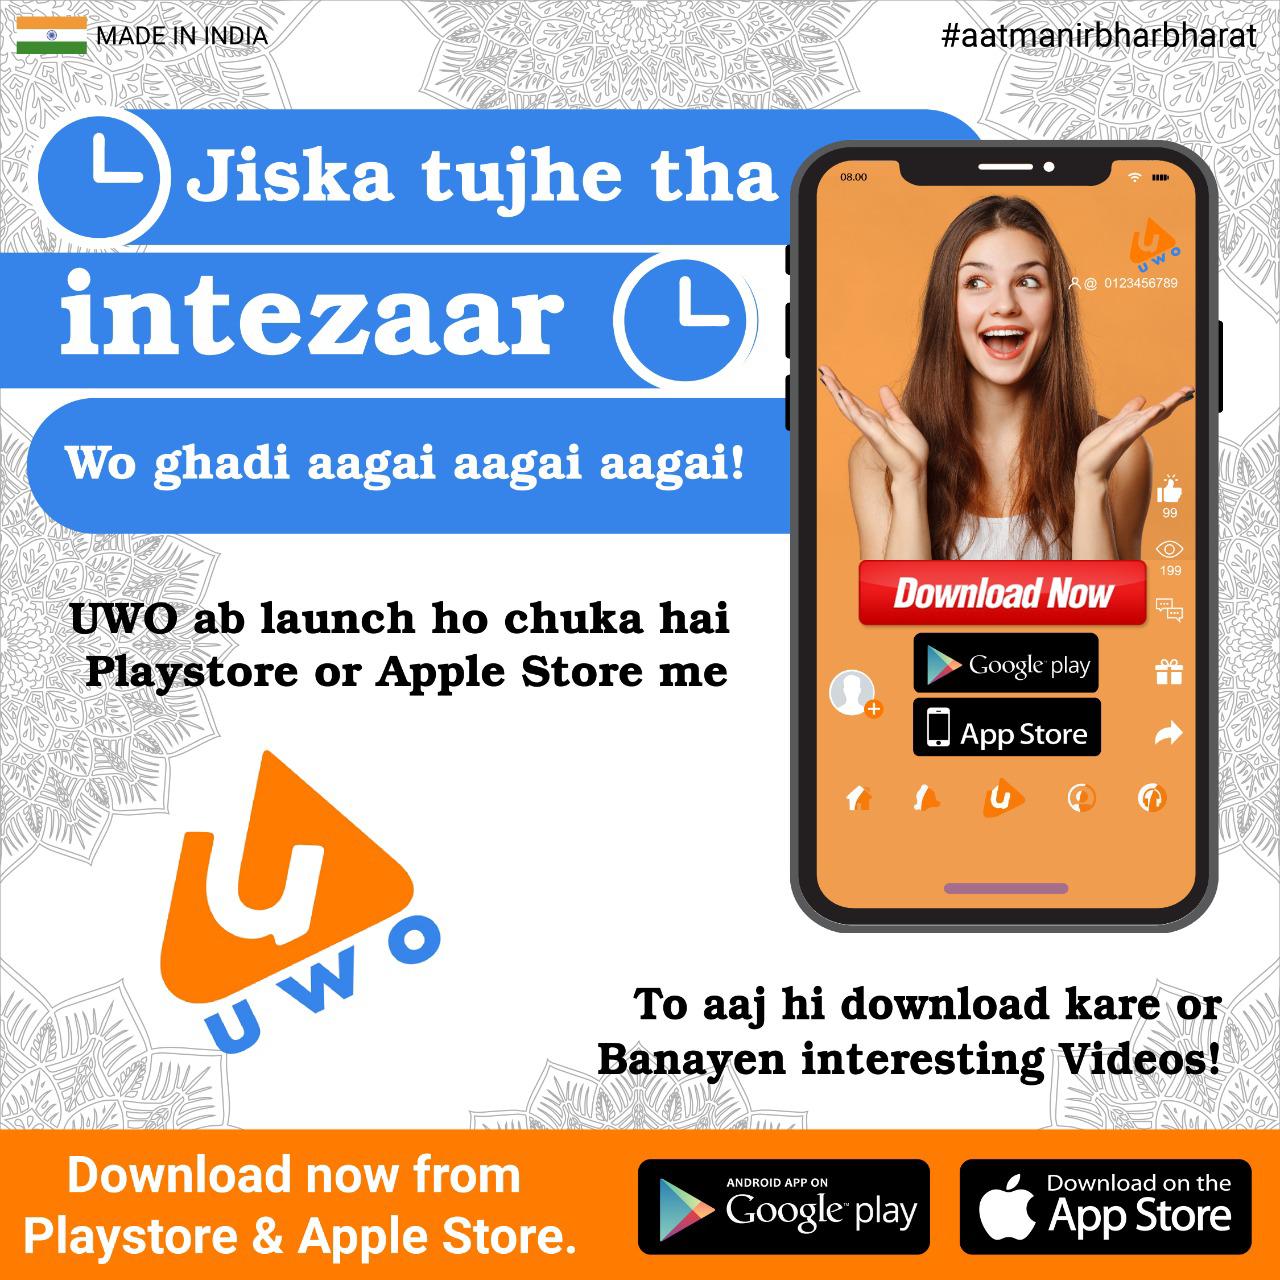 MADE IN INDIA
#aatmanirbharbharat
Jiska tujhe tha
intezaar
Wo ghadi aagai aagai aagai!
UWO ab launch ho chuka hai
Playstore or Apple Store me
u
UWO
08.00
u
UWO
@ 0123456789
99
199
Download Now
Google play
App Store
u
To aaj hi download kare or
Banayen interesting Videos!
Download now from
Playstore & Apple Store.
ANDROID APP ON
Google play
Download on the
App Store